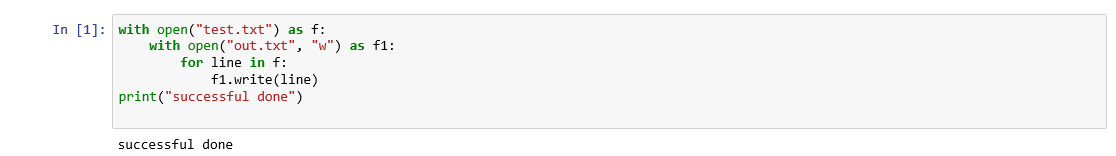 In [1]: with open("test.txt") as f:
    with open("out.txt", "w") as f1:
        for line in f:
            f1.write(line)
print("successful done")
successful done